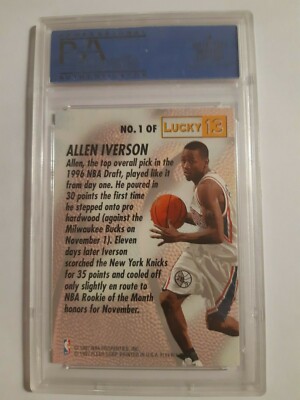 NO. 1 OF LUCKY 13
ALLEN IVERSON
Allen, the top overall pick in the
1996 NBA Draft, played like it
from day one. He poured in
30 points the first time
he stepped onto pro
hardwood (against the
Milwaukee Bucks on
November 1). Eleven
days later Iverson
scorched the New York Knicks
for 35 points and cooled off
only slightly en route to
NBA Rookie of the Month
honors for November.